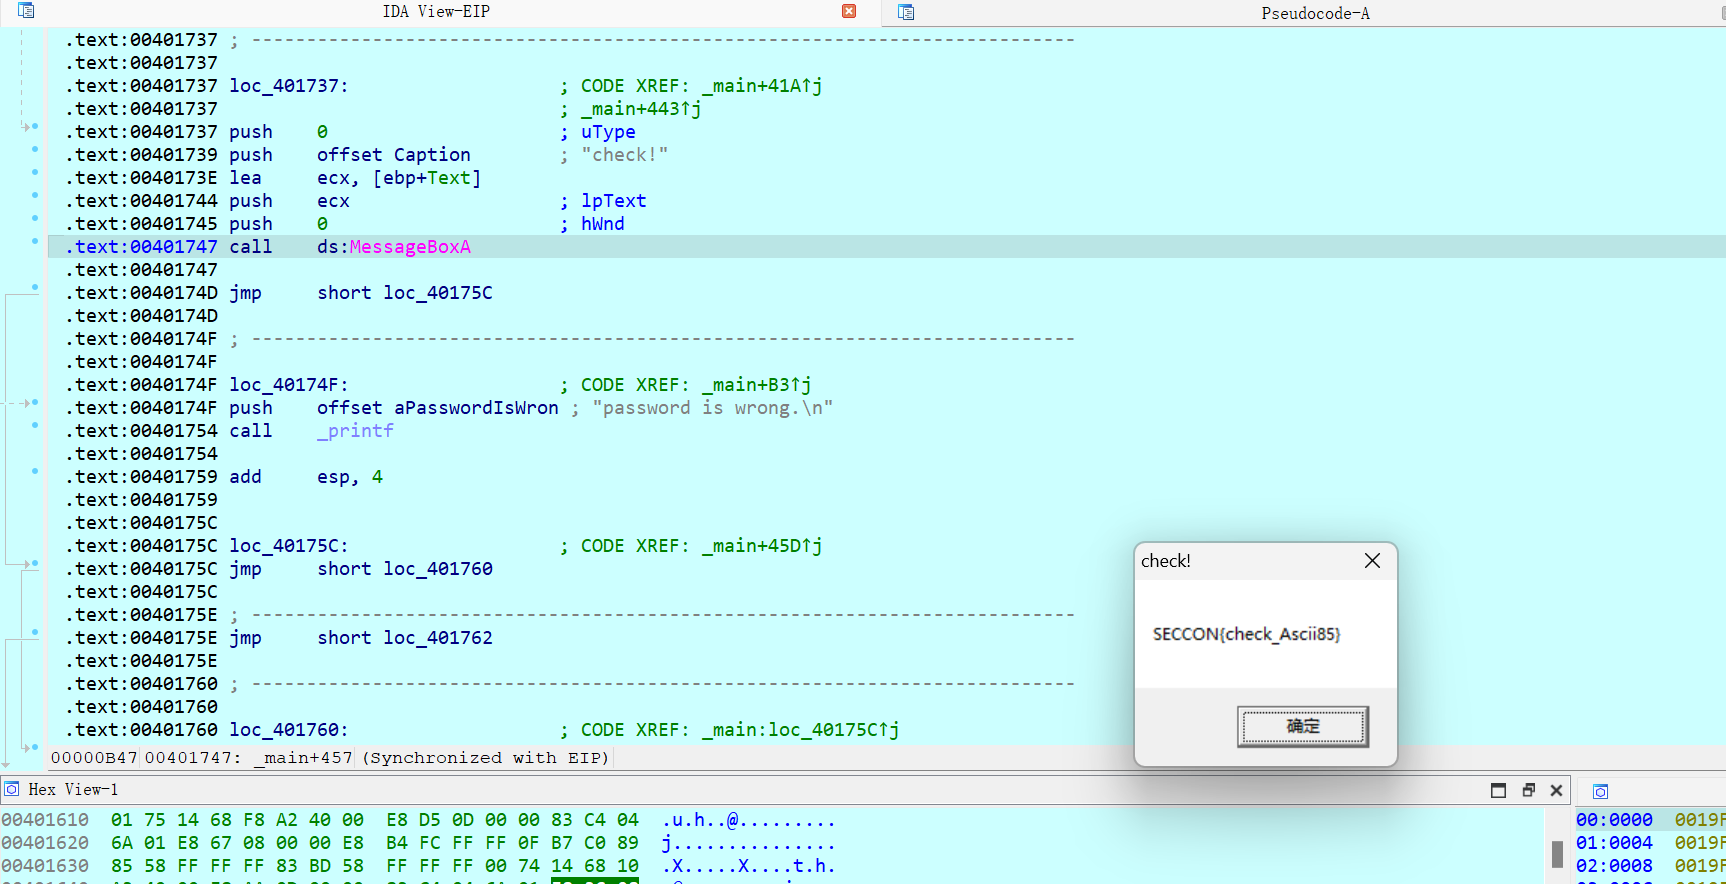 IDA View-EIP
Pseudocode-A
.text:00401737 ; ---------------------------------------------------------------------------
.text:00401737
.text:00401737 loc_401737: ; CODE XREF: _main+41A↑j
.text:00401737 ; _main+443↑j
.text:00401737 push 0 ; uType
.text:00401739 push offset Caption ; "check!"
.text:0040173E lea ecx, [ebp+Text]
.text:00401744 push ecx ; lpText
.text:00401745 push 0 ; hWnd
.text:00401747 call ds:MessageBoxA
.text:00401747
.text:0040174D jmp short loc_40175C
.text:0040174D
.text:0040174F ; ---------------------------------------------------------------------------
.text:0040174F
.text:0040174F loc_40174F: ; CODE XREF: _main+B3↑j
.text:0040174F push offset aPasswordIsWron ; "password is wrong.\n"
.text:00401754 call _printf
.text:00401754
.text:00401759 add esp, 4
.text:00401759
.text:0040175C
.text:0040175C loc_40175C: ; CODE XREF: _main+45D↑j
.text:0040175C jmp short loc_401760
.text:0040175C
.text:0040175E ; ---------------------------------------------------------------------------
.text:0040175E jmp short loc_401762
.text:0040175E
.text:00401760 ; ---------------------------------------------------------------------------
.text:00401760
.text:00401760 loc_401760: ; CODE XREF: _main:loc_40175C↑j
00000B47 00401747: _main+457 (Synchronized with EIP)
check!
SECCON{check_Ascii85}
确定
Hex View-1
00401610 01 75 14 68 F8 A2 40 00 E8 D5 0D 00 00 83 C4 04 .u.h..@.........
00401620 6A 01 E8 67 08 00 00 E8 B4 FC FF FF 0F B7 C0 89 j...............
00401630 85 58 FF FF FF 83 BD 58 FF FF FF 00 74 14 68 10 .X.....X....t.h.
00:0000 0019F
01:0004 0019F
02:0008 0019F